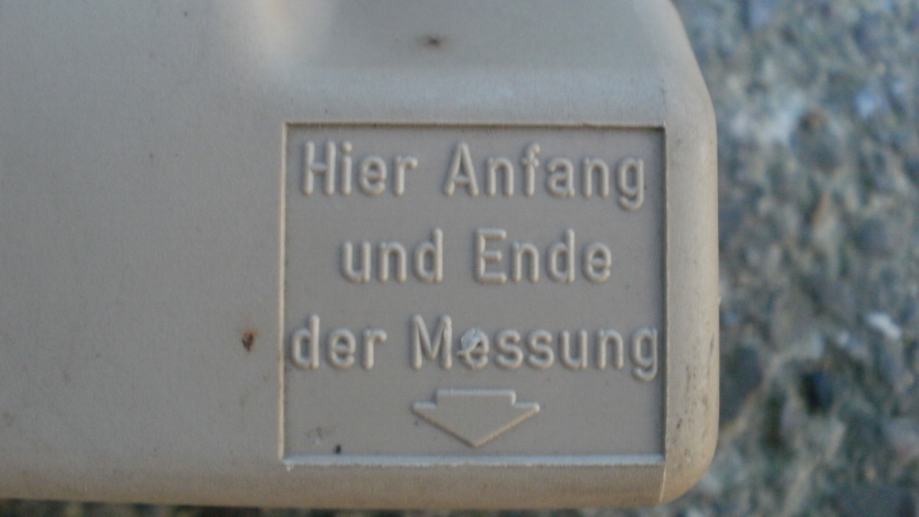 Hier Anfang
und Ende
der Messung